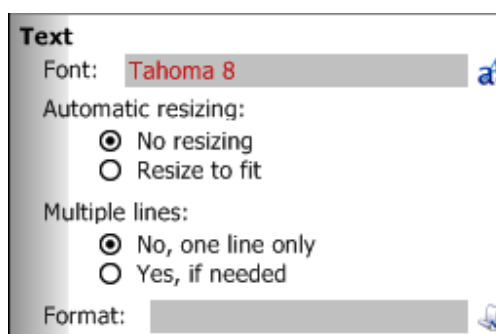 Text
Font: Tahoma 8
Automatic resizing:
No resizing
Resize to fit
Multiple lines:
No, one line only
Yes, if needed
Format: